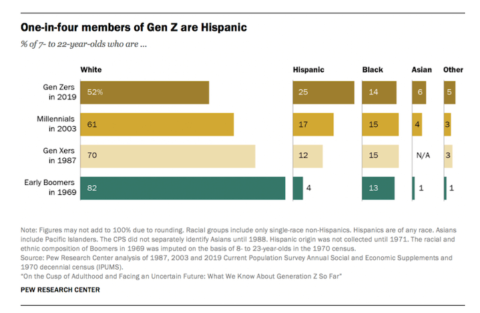 One-in-four members of Gen Z are Hispanic
% of 7- to 22-year-olds who are ...
White Hispanic Black Asian Other
Gen Zers
in 2019
52% 25 14 6 5
Millennials
in 2003
61 17 15 4 3
Gen Xers
in 1987
70 12 15 N/A 3
Early Boomers
in 1969
82 4 13 1 1
Note: Figures may not add to 100% due to rounding. Racial groups include only single-race non-Hispanics. Hispanics are of any race. Asians
include Pacific Islanders. The CPS did not separately identify Asians until 1988. Hispanic origin was not collected until 1971. The racial and
ethnic composition of Boomers in 1969 was imputed on the basis of 8- to 23-year-olds in the 1970 census.
Source: Pew Research Center analysis of 1987, 2003 and 2019 Current Population Survey Annual Social and Economic Supplements and
1970 decennial census (IPUMS).
"On the Cusp of Adulthood and Facing an Uncertain Future: What We Know About Generation Z So Far"
PEW RESEARCH CENTER